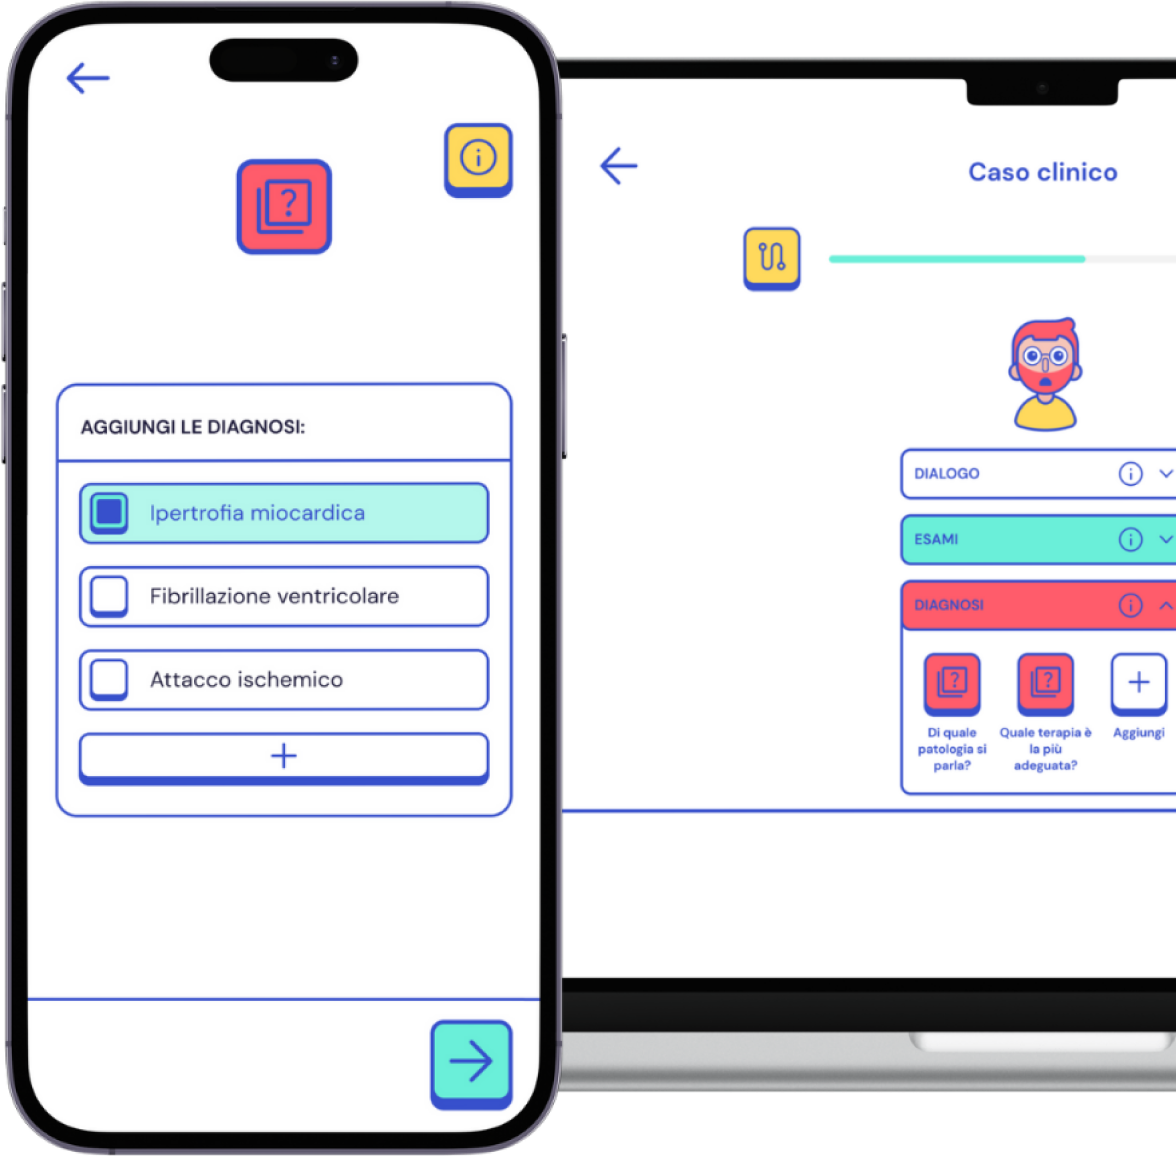 AGGIUNGI LE DIAGNOSI:
Ipertrofia miocardica
Fibrillazione ventricolare
Attacco ischemico
Caso clinico
DIALOGO
ESAMI
DIAGNOSI
Di quale
patologia si
parla?
Quale terapia è
la più
adeguata?
Aggiungi